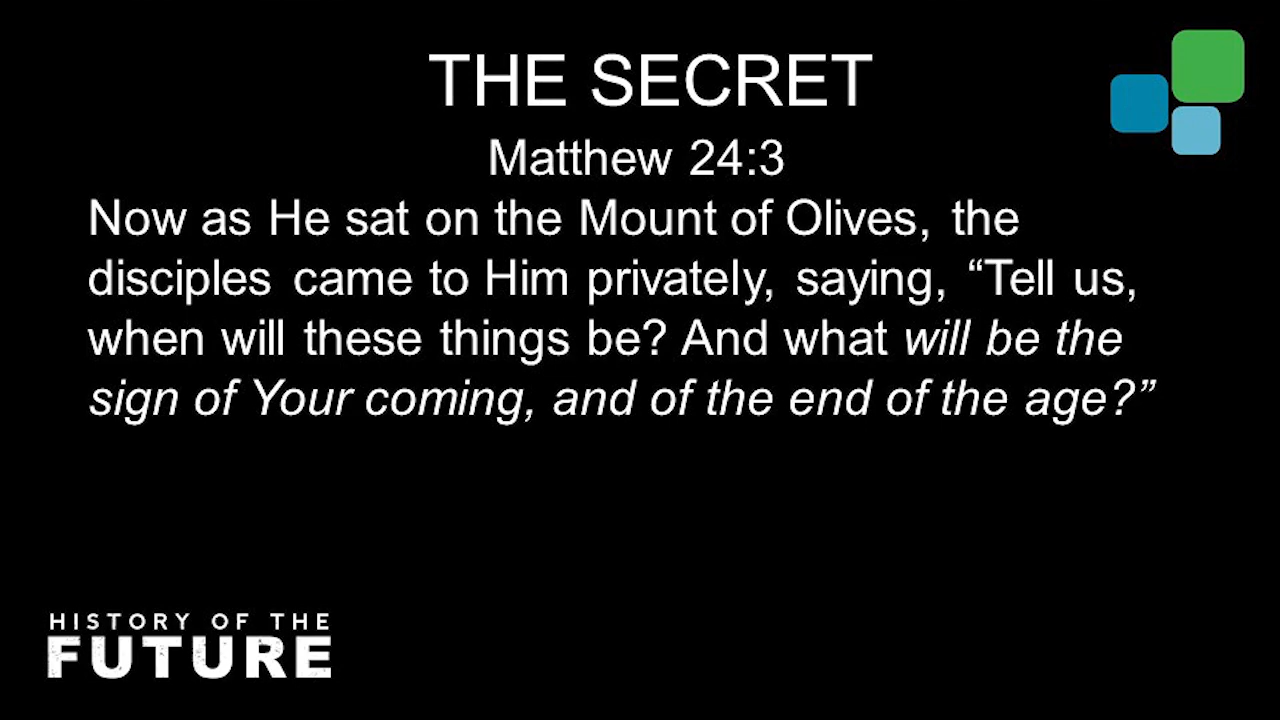 THE SECRET
Matthew 24:3
Now as He sat on the Mount of Olives, the
disciples came to Him privately, saying, “Tell us,
when will these things be? And what will be the
sign of Your coming, and of the end of the age?”
HISTORY OF THE
FUTURE